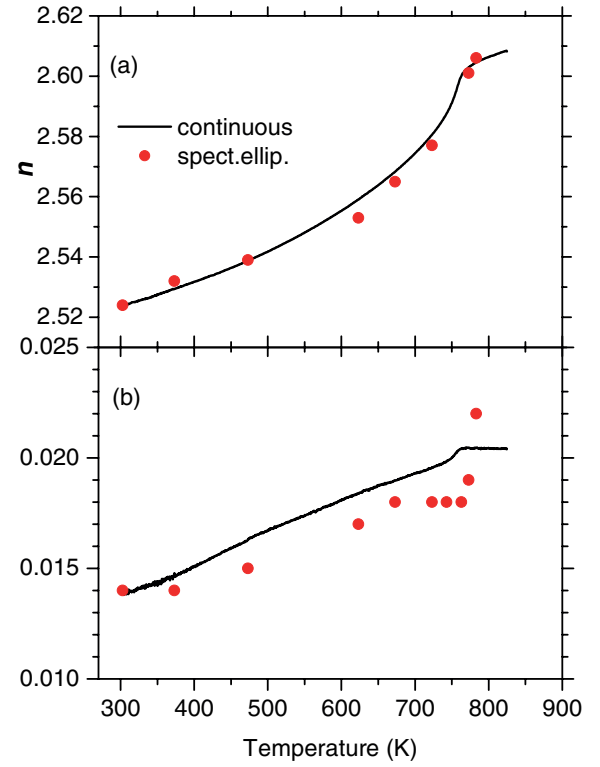 2.62
(a)
2.60
continuous
spect.ellip.
2.58
n
2.56
2.54
2.52
0.025
(b)
0.020
0.015
0.010
300 400 500 600 700 800 900
Temperature (K)